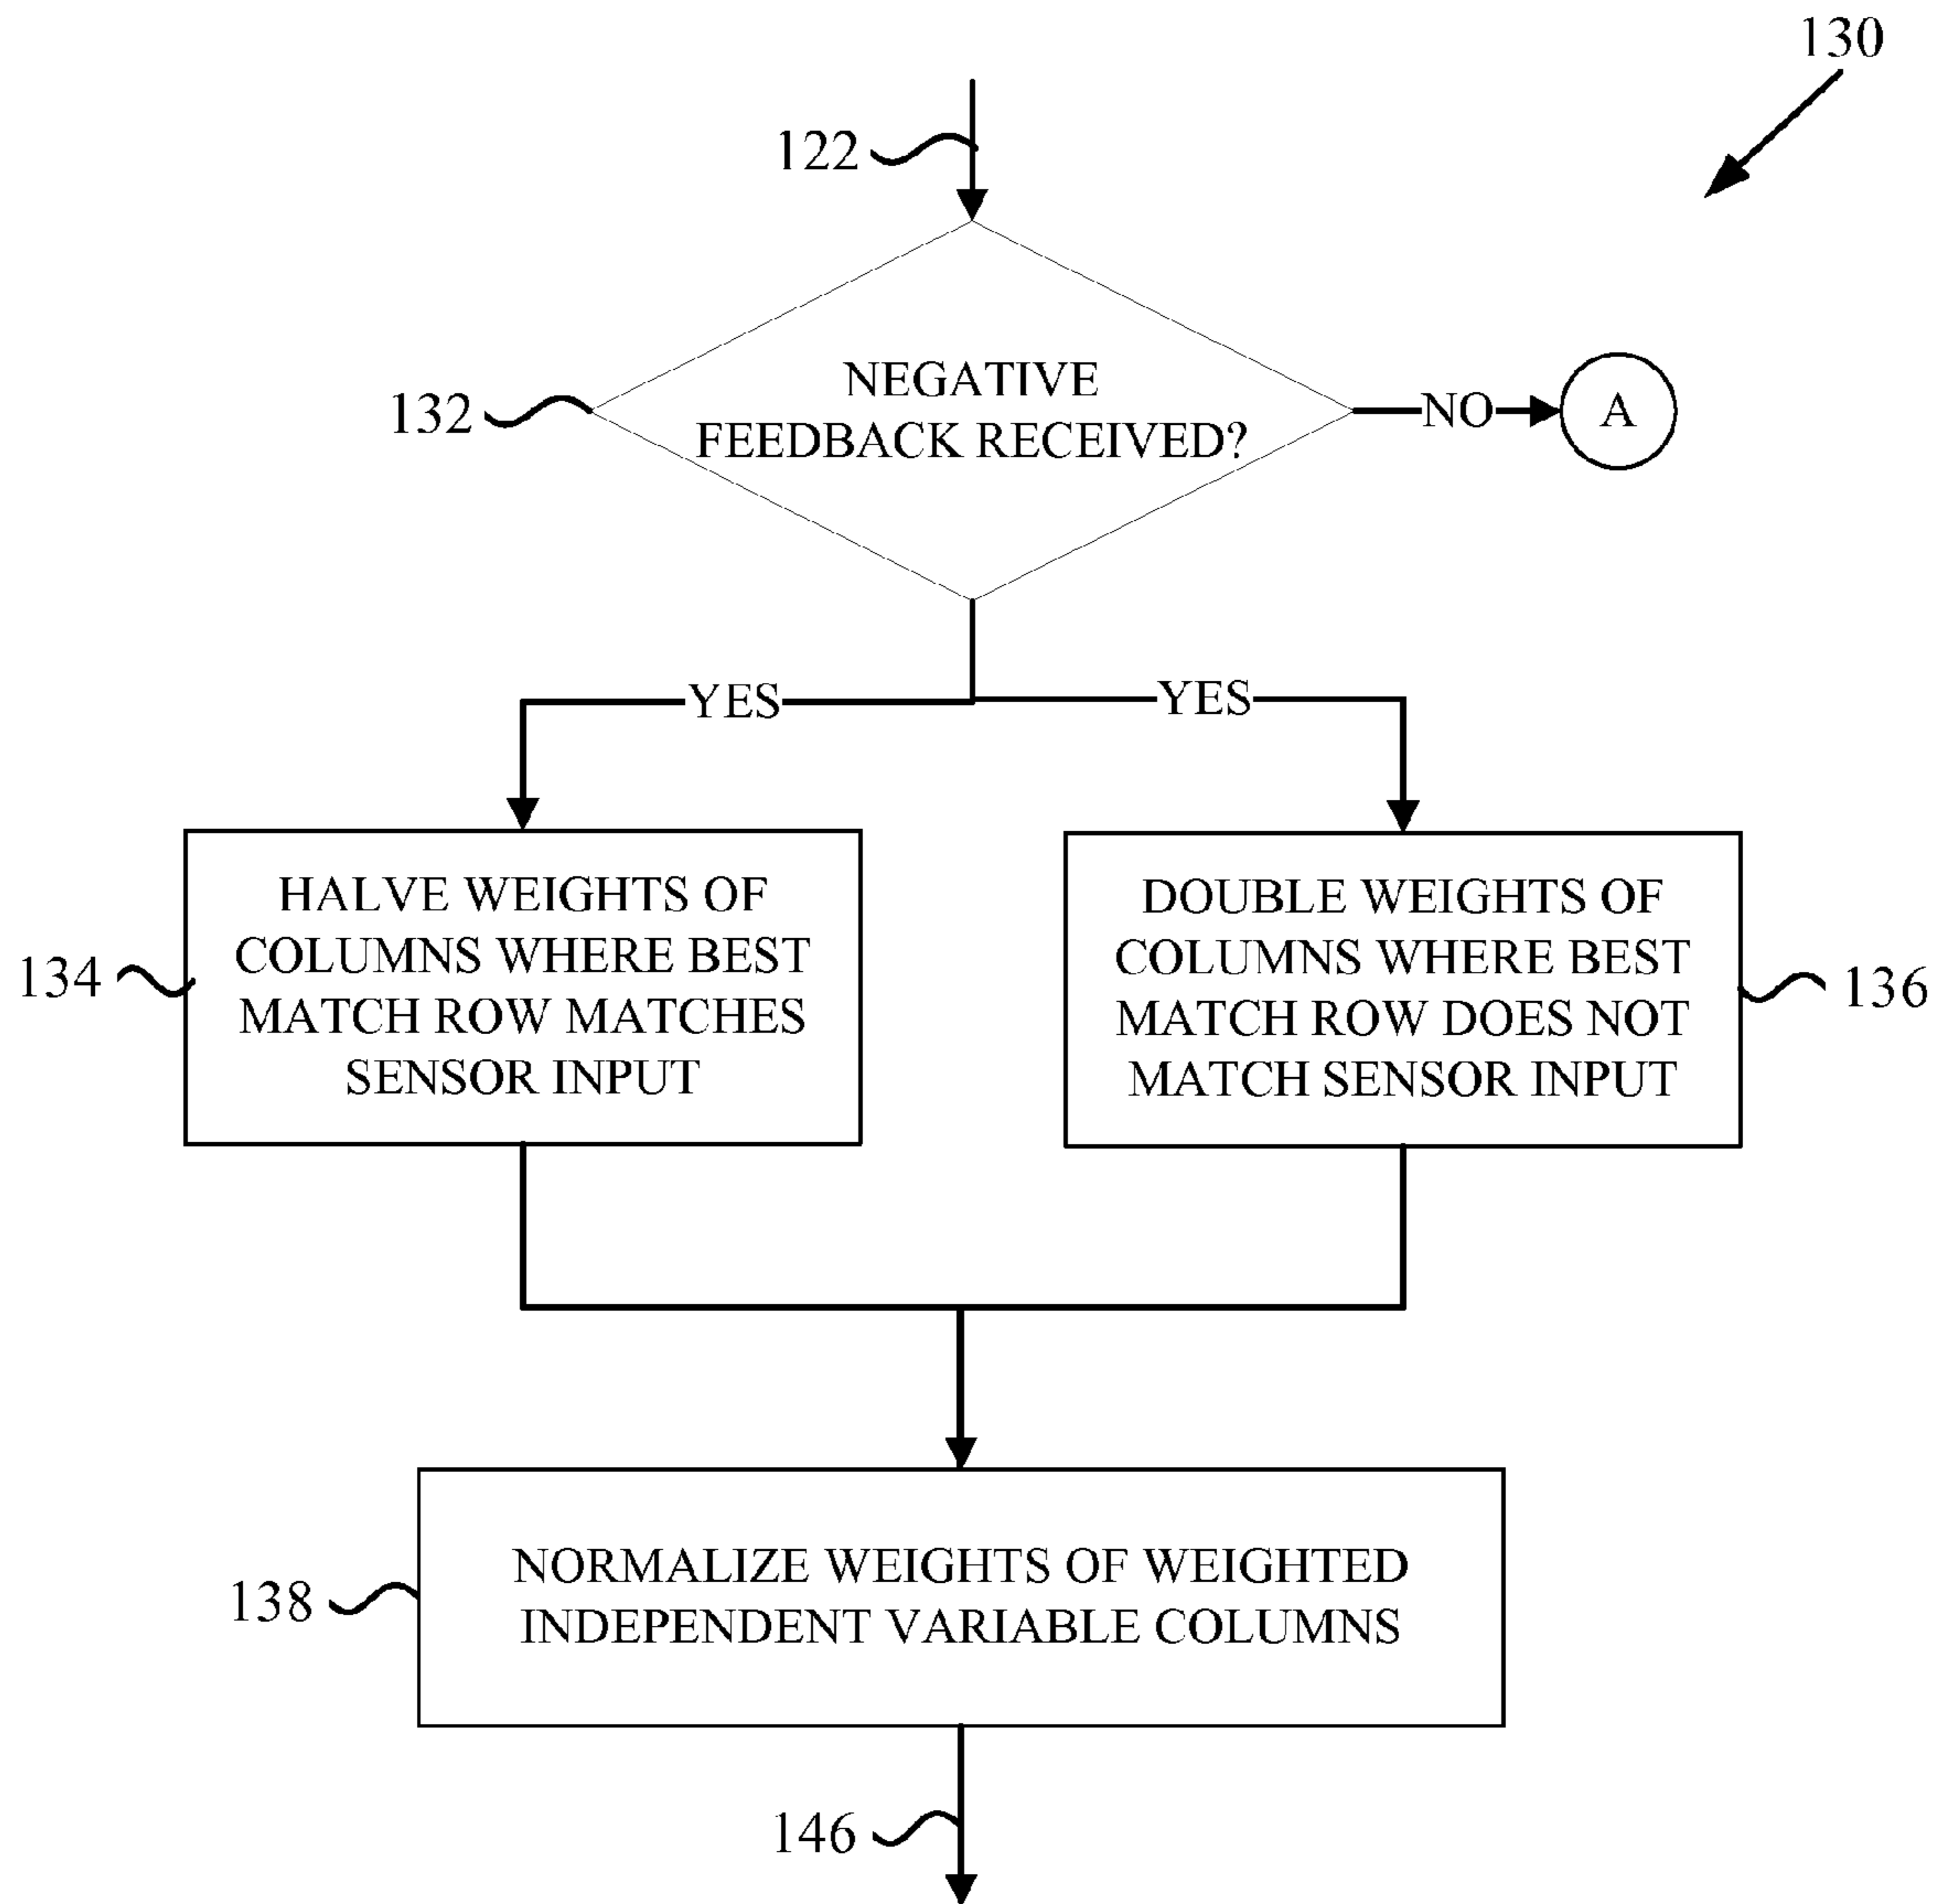 130
122
NEGATIVE
FEEDBACK RECEIVED?
132
NO
A
YES
YES
HALVE WEIGHTS OF
COLUMNS WHERE BEST
MATCH ROW MATCHES
SENSOR INPUT
134
DOUBLE WEIGHTS OF
COLUMNS WHERE BEST
MATCH ROW DOES NOT
MATCH SENSOR INPUT
136
NORMALIZE WEIGHTS OF WEIGHTED
INDEPENDENT VARIABLE COLUMNS
138
146